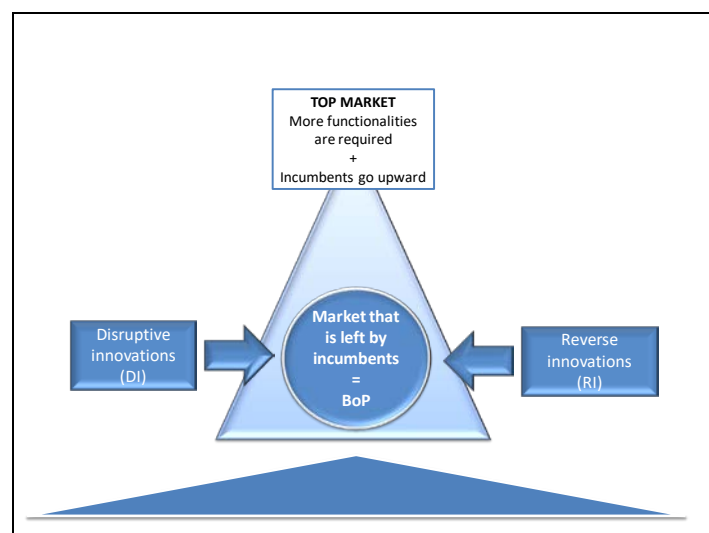 TOP MARKET
More functionalities
are required
+
Incumbents go upward
Market that
is left by
incumbents
=
BoP
Disruptive
innovations
(DI)
Reverse
innovations
(RI)